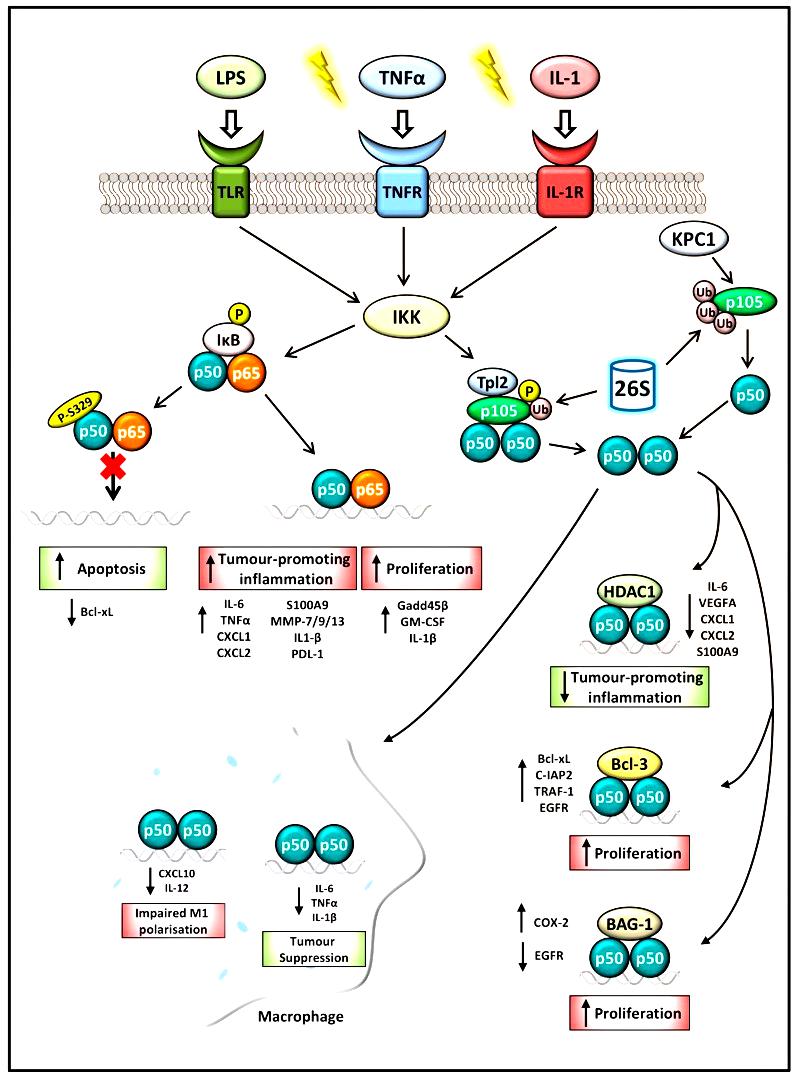 LPS
TNFα
IL-1
TLR
TNFR
IL-1R
KPC1
Ub
p105
Ub
Ub
IKK
P
IκB
p50 p65
Tpl2
P
p105
Ub
p50 p50
26S
p50
P-S329
p50 p65
p50 p50
p50 p65
Apoptosis
Bcl-xL
Tumour-promoting
inflammation
IL-6
TNFα
CXCL1
CXCL2
S100A9
MMP-7/9/13
IL1-β
PDL-1
Proliferation
Gadd45β
GM-CSF
IL-1β
HDAC1
p50 p50
IL-6
VEGFA
CXCL1
CXCL2
S100A9
Tumour-promoting
inflammation
Bcl-xL
C-IAP2
TRAF-1
EGFR
Bcl-3
p50 p50
Proliferation
p50 p50
CXCL10
IL-12
Impaired M1
polarisation
p50 p50
IL-6
TNFα
IL-1β
Tumour
Suppression
Macrophage
COX-2
EGFR
BAG-1
p50 p50
Proliferation